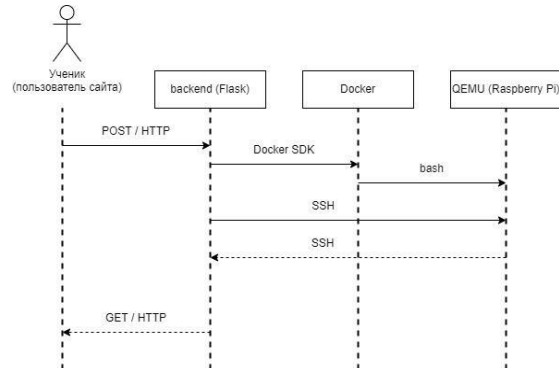 Ученик
(пользователь сайта)
backend (Flask)
Docker
QEMU (Raspberry Pi)
POST / HTTP
Docker SDK
bash
SSH
SSH
GET / HTTP